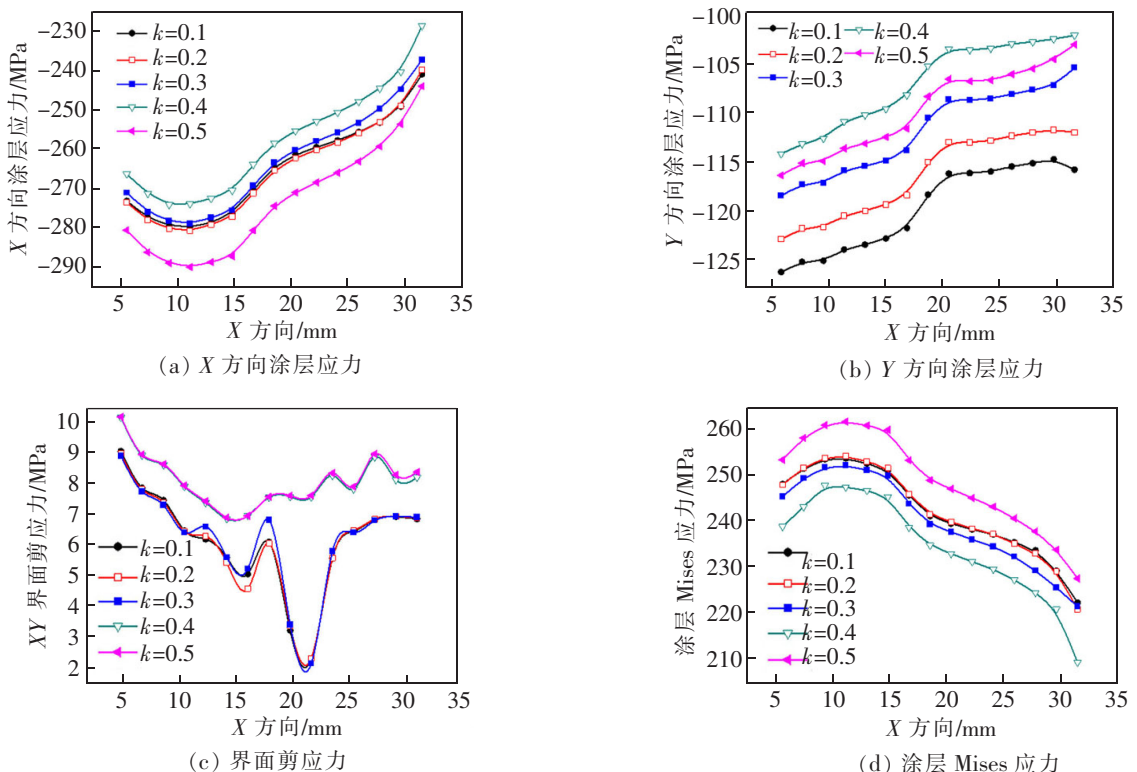 X 方向涂层应力/MPa
-230
-240
-250
-260
-270
-280
-290
k=0.1
k=0.2
k=0.3
k=0.4
k=0.5
5 10 15 20 25 30 35
X 方向/mm
(a) X 方向涂层应力
Y 方向涂层应力/MPa
-100
-105
-110
-115
-120
-125
k=0.1 k=0.4
k=0.2 k=0.5
k=0.3
5 10 15 20 25 30 35
X 方向/mm
(b) Y 方向涂层应力
XY 界面剪应力/MPa
10
9
8
7
6
5
4
3
2
k=0.1
k=0.2
k=0.3
k=0.4
k=0.5
5 10 15 20 25 30 35
X 方向/mm
(c) 界面剪应力
涂层 Mises 应力/MPa
260
250
240
230
220
210
k=0.1
k=0.2
k=0.3
k=0.4
k=0.5
5 10 15 20 25 30 35
X 方向/mm
(d) 涂层 Mises 应力